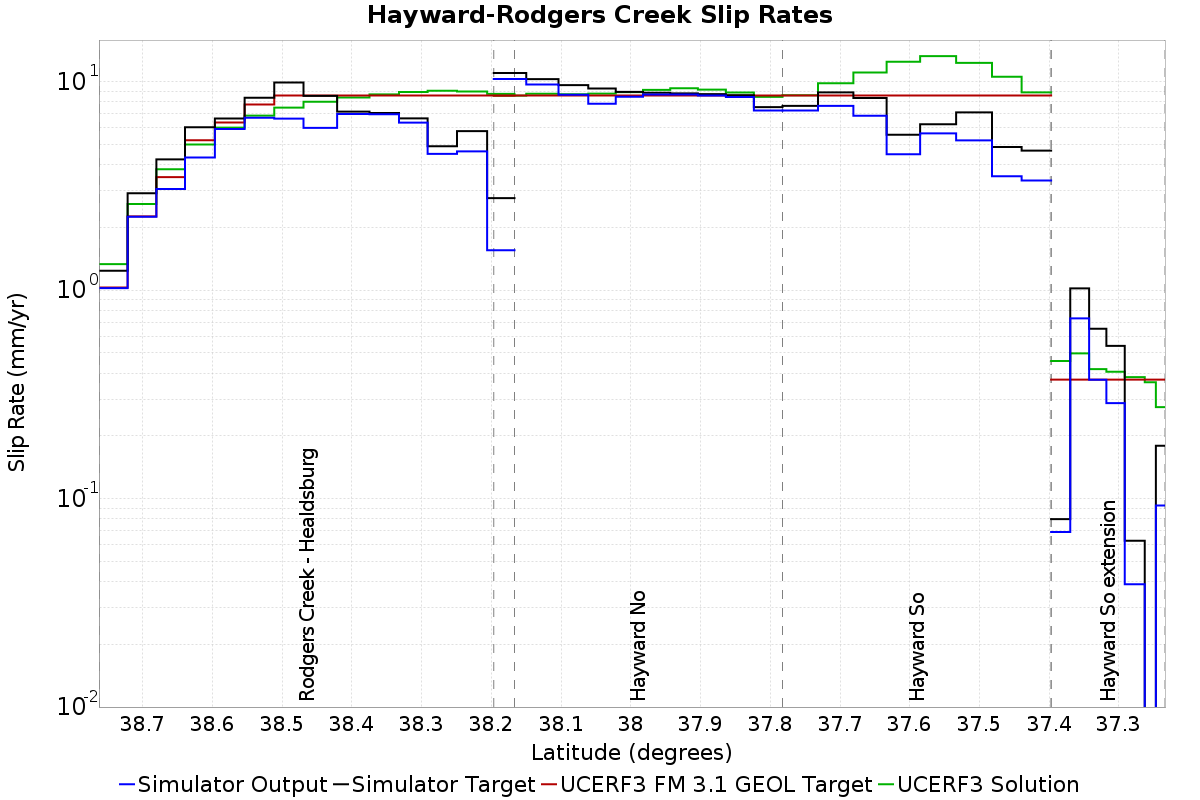 Hayward-Rodgers Creek Slip Rates
Slip Rate (mm/yr)
10^1
10^0
10^-1
10^-2
Rodgers Creek - Healdsburg
Hayward No
Hayward So
Hayward So extension
38.7 38.6 38.5 38.4 38.3 38.2 38.1 38 37.9 37.8 37.7 37.6 37.5 37.4 37.3
Latitude (degrees)
Simulator Output Simulator Target UCERF3 FM 3.1 GEOL Target UCERF3 Solution